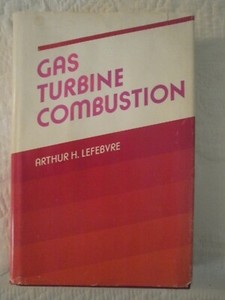 GAS
TURBINE
COMBUSTION
ARTHUR H. LEFEBVRE